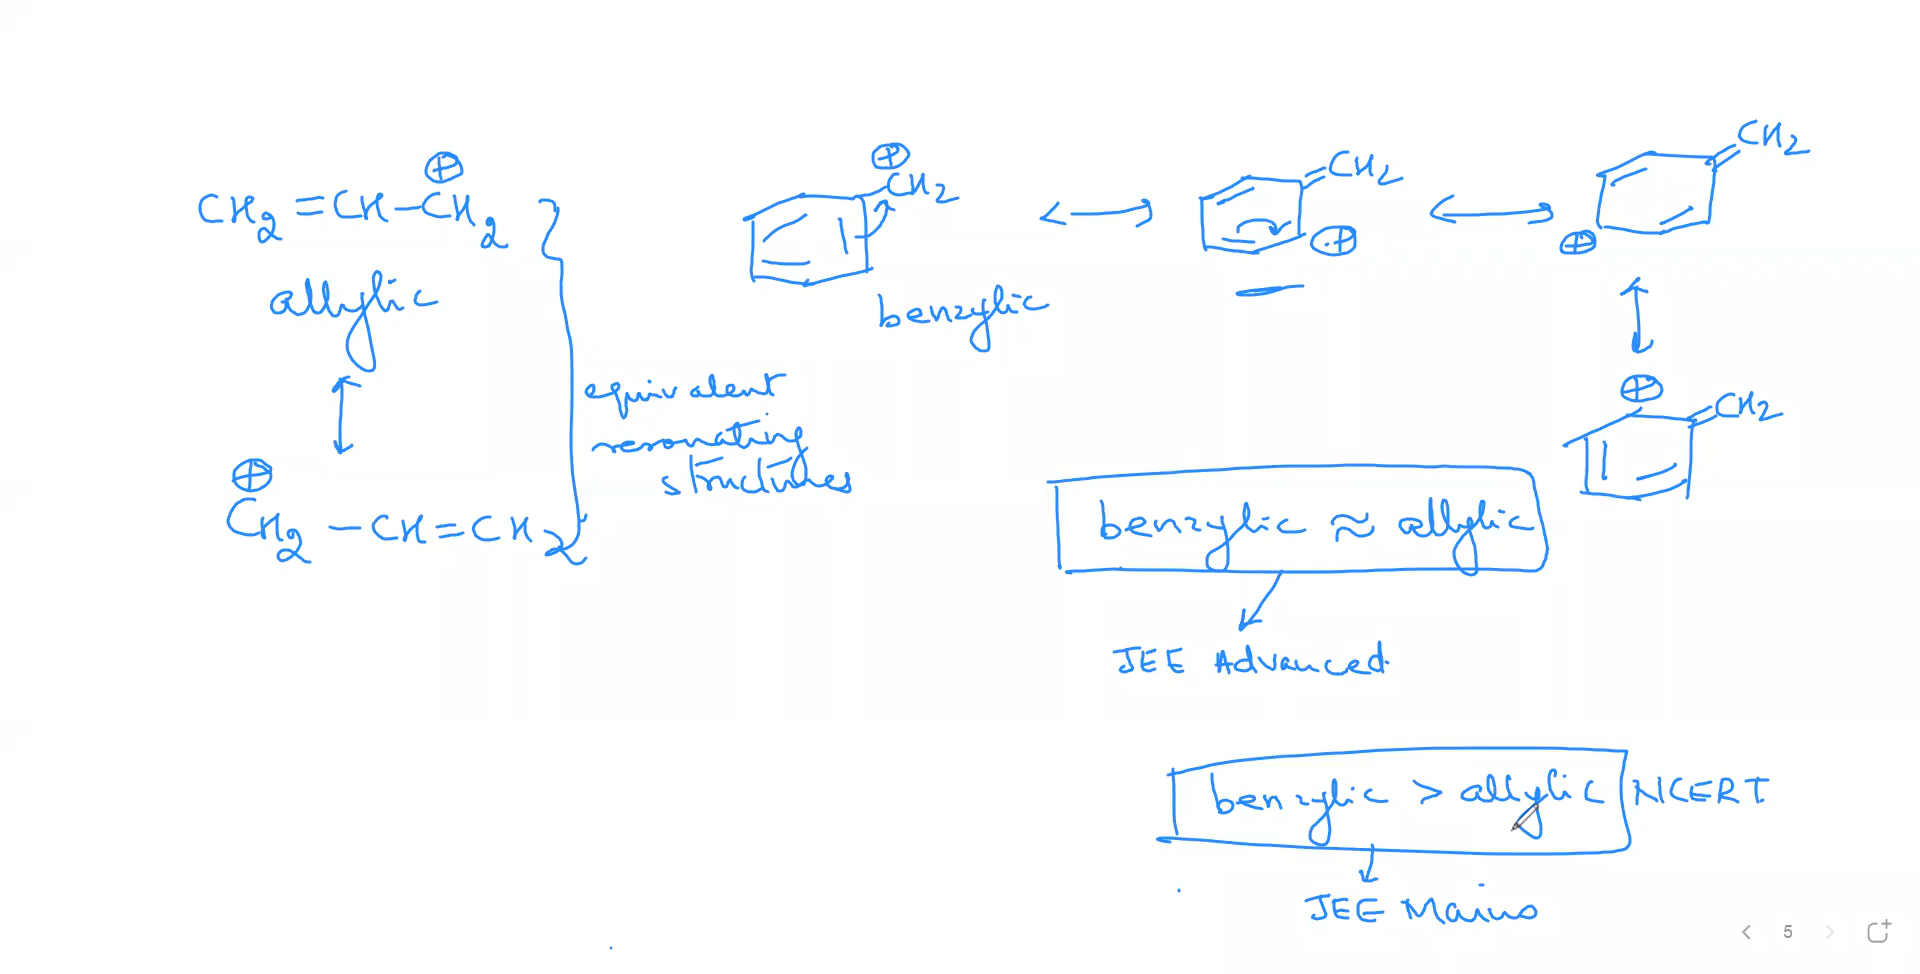 CH2=CH-CH2
⊕
allylic
⊕
CH2-CH=CH2
equivalent
resonating
structures
⊕
CH2
benzylic
CH2
⊕
CH2
⊕
⊕
CH2
benzylic ≈ allylic
JEE Advanced
benzylic > allylic NCERT
JEE Mains
5